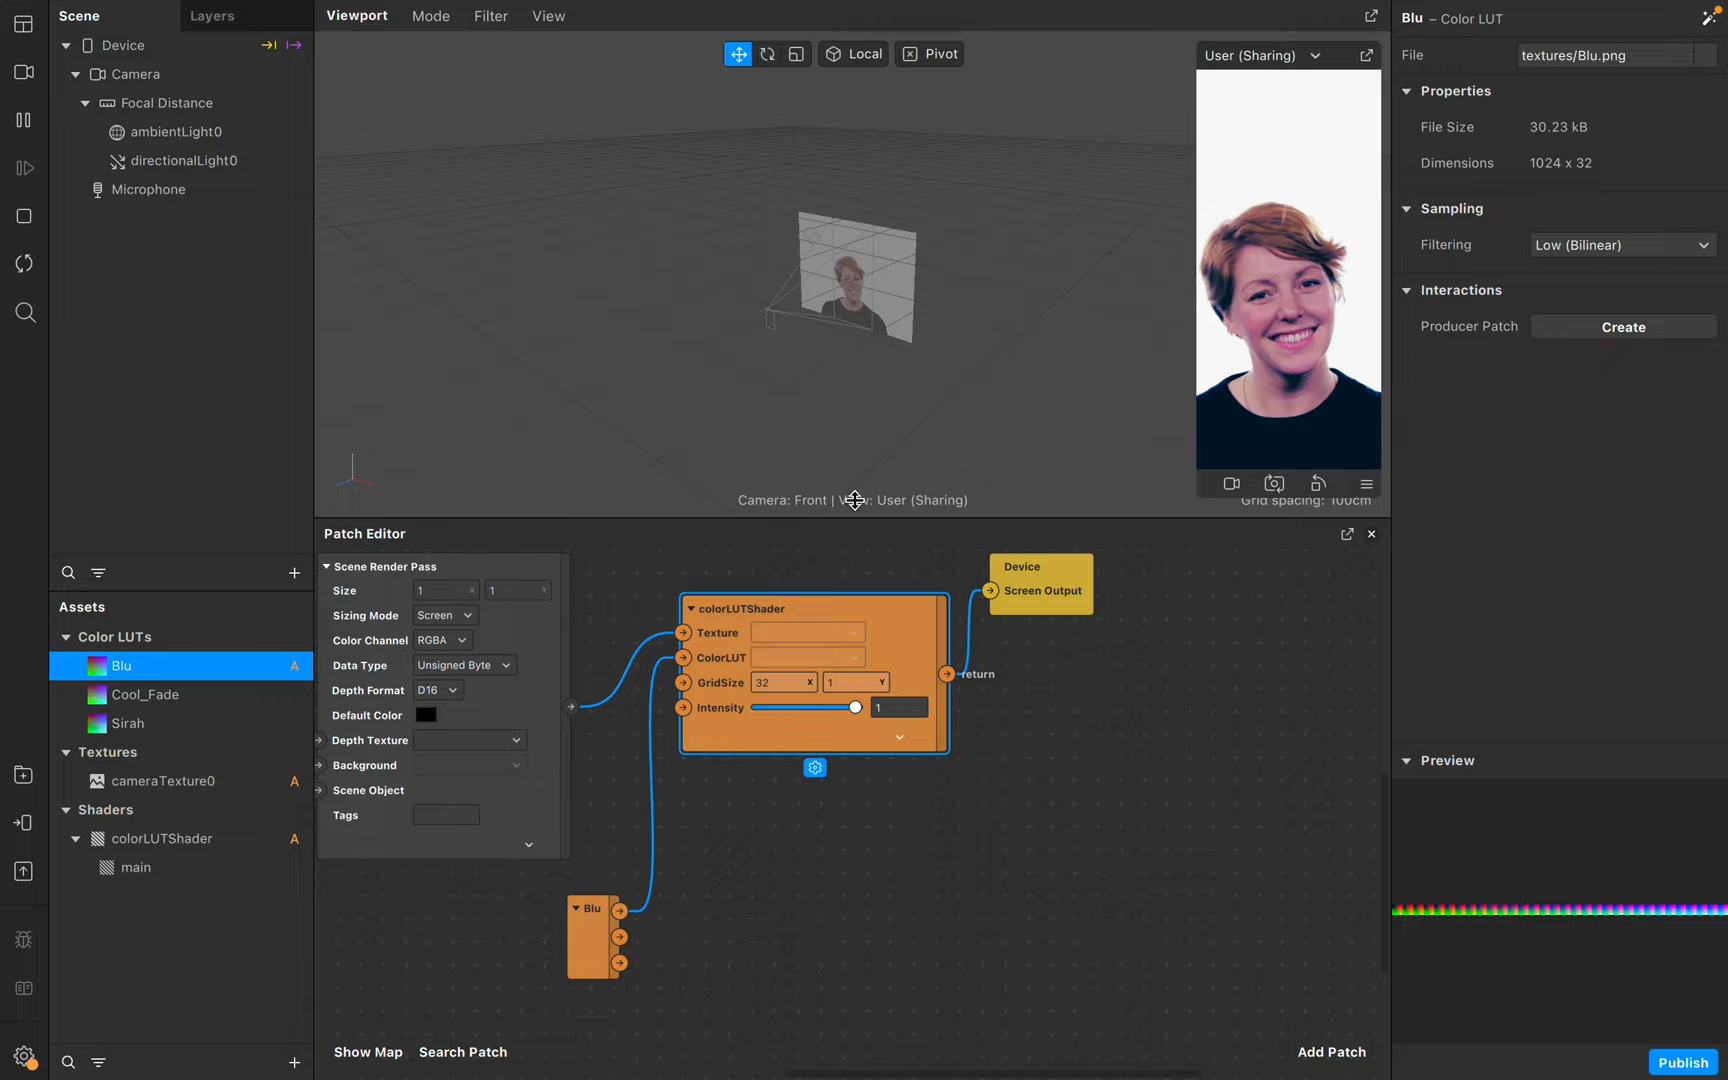 Scene
Layers
Device
Camera
Focal Distance
ambientLight0
directionalLight0
Microphone
Assets
Color LUTs
Blu A
Cool_Fade
Sirah
Textures
cameraTexture0 A
Shaders
colorLUTShader A
main
Viewport Mode Filter View
Local
Pivot
User (Sharing)
Camera: Front | V : User (Sharing)
Grid spacing: 100cm
Patch Editor
Scene Render Pass
Size 1 X 1 Y
Sizing Mode Screen
Color Channel RGBA
Data Type Unsigned Byte
Depth Format D16
Default Color
Depth Texture
Background
Scene Object
Tags
Blu
colorLUTShader
Texture
ColorLUT
GridSize 32 X 1 Y
Intensity 1
return
Device
Screen Output
Show Map Search Patch
Add Patch
Blu – Color LUT
File textures/Blu.png
Properties
File Size 30.23 kB
Dimensions 1024 x 32
Sampling
Filtering Low (Bilinear)
Interactions
Producer Patch Create
Preview
Publish